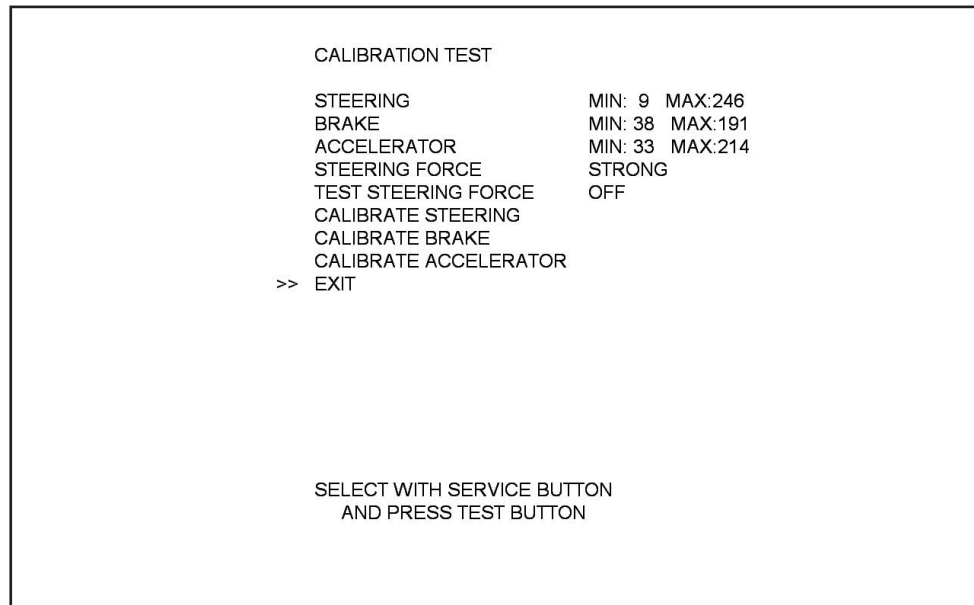 CALIBRATION TEST
STEERING MIN: 9 MAX:246
BRAKE MIN: 38 MAX:191
ACCELERATOR MIN: 33 MAX:214
STEERING FORCE STRONG
TEST STEERING FORCE OFF
CALIBRATE STEERING
CALIBRATE BRAKE
CALIBRATE ACCELERATOR
>> EXIT
SELECT WITH SERVICE BUTTON
AND PRESS TEST BUTTON